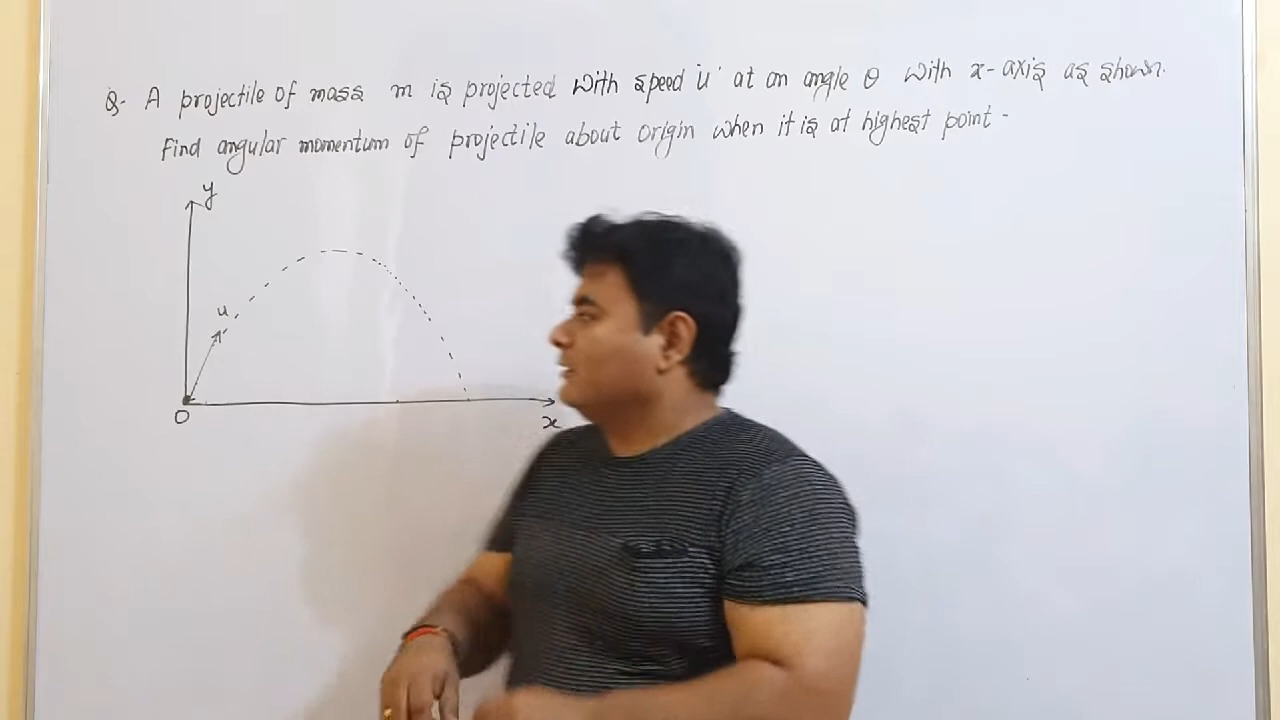 Q- A projectile of mass m is projected with speed 'u' at an angle θ with x-axis as shown.
Find angular momentum of projectile about origin when it is at highest point-
y
u
O
x